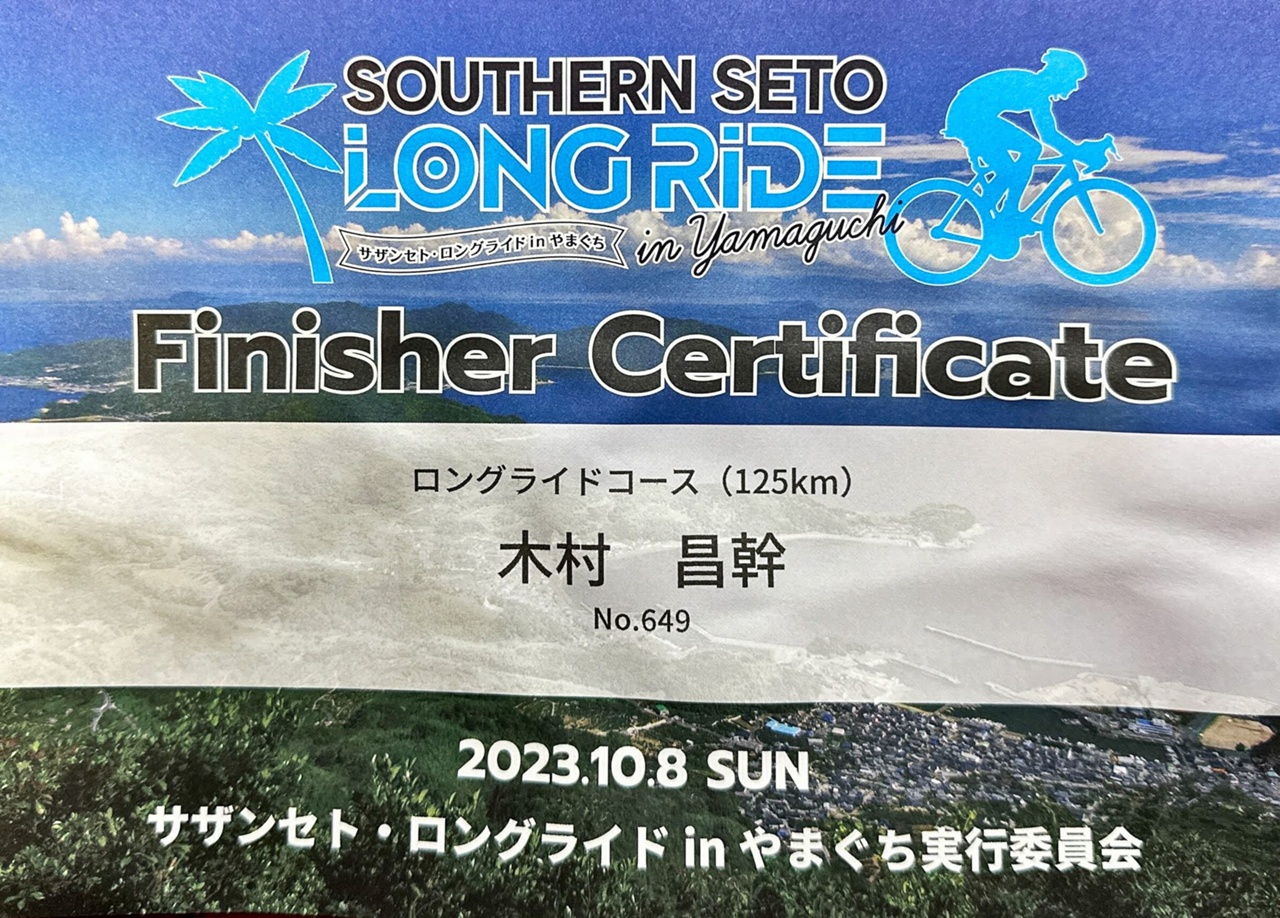 SOUTHERN SETO
LONG RiDE
サザンセト・ロングライド in やまぐち
in Yamaguchi
Finisher Certificate
ロングライドコース（125km）
木村　昌幹
No.649
2023.10.8 SUN
サザンセト・ロングライド in やまぐち実行委員会